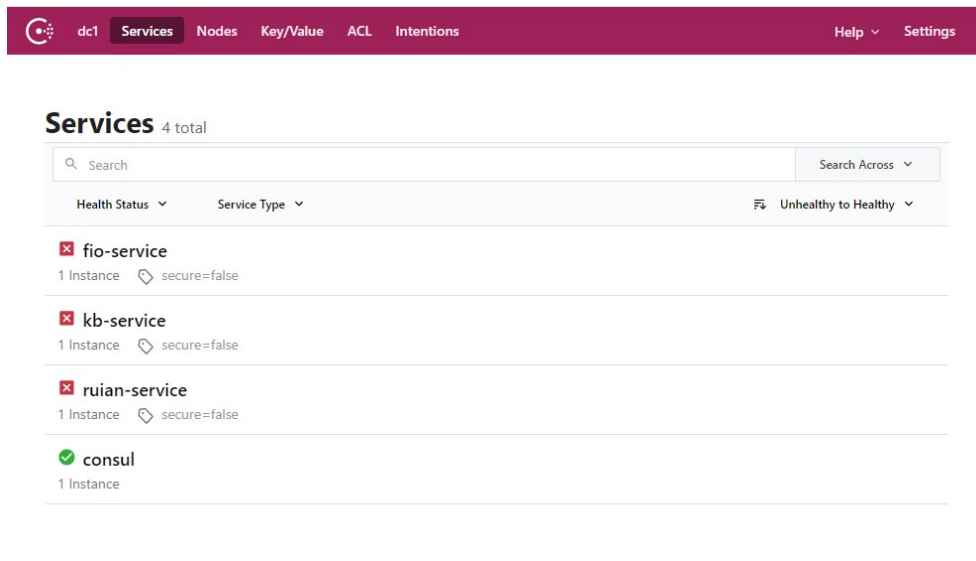 dc1 Services Nodes Key/Value ACL Intentions Help Settings
Services 4 total
Search Search Across
Health Status Service Type Unhealthy to Healthy
fio-service
1 Instance secure=false
kb-service
1 Instance secure=false
ruian-service
1 Instance secure=false
consul
1 Instance